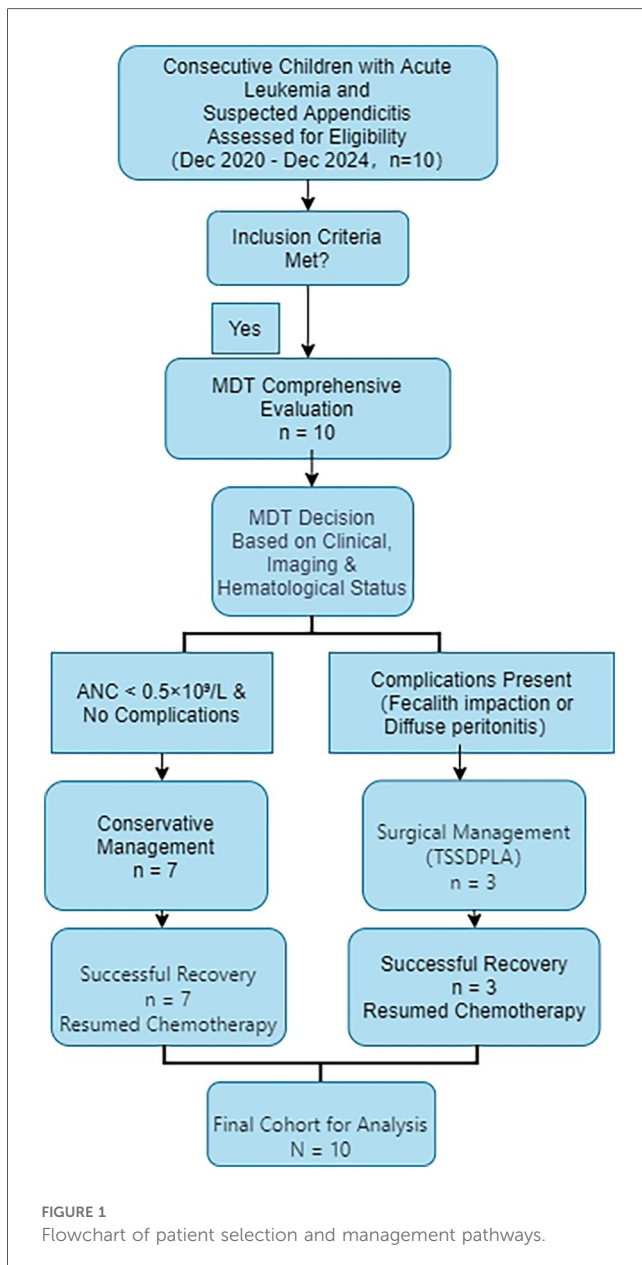 Consecutive Children with Acute
Leukemia and
Suspected Appendicitis
Assessed for Eligibility
(Dec 2020 - Dec 2024, n=10)
Inclusion Criteria
Met?
Yes
MDT Comprehensive
Evaluation
n = 10
MDT Decision
Based on Clinical,
Imaging &
Hematological Status
ANC < 0.5×10⁹/L &
No Complications
Complications Present
(Fecalith impaction or
Diffuse peritonitis)
Conservative
Management
n = 7
Surgical Management
(TSSDPLA)
n = 3
Successful Recovery
n = 7
Resumed Chemotherapy
Successful Recovery
n = 3
Resumed Chemotherapy
Final Cohort for Analysis
N = 10
FIGURE 1
Flowchart of patient selection and management pathways.